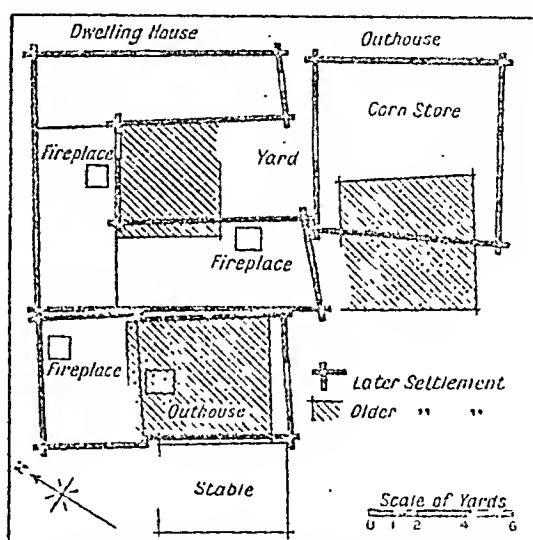 Dwelling House
Outhouse
Corn Store
Fireplace
Yard
Fireplace
Fireplace
Outhouse
Later Settlement
Older " "
Stable
Scale of Yards
0 1 2 4 6